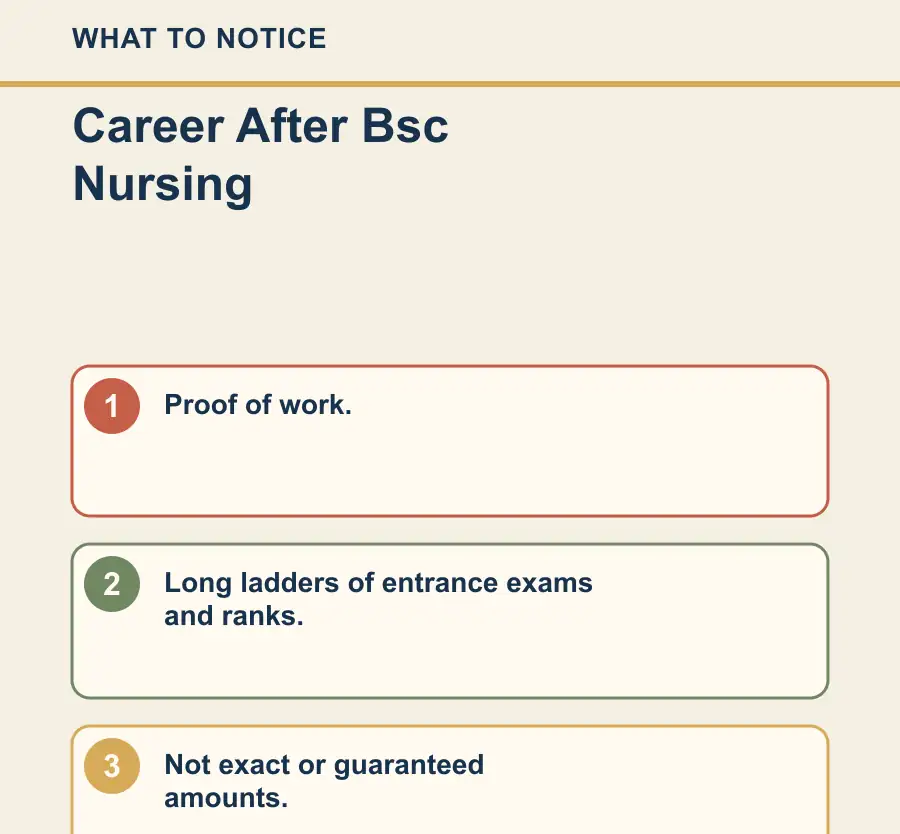 WHAT TO NOTICE
Career After Bsc
Nursing
1
Proof of work.
2
Long ladders of entrance exams
and ranks.
3
Not exact or guaranteed
amounts.